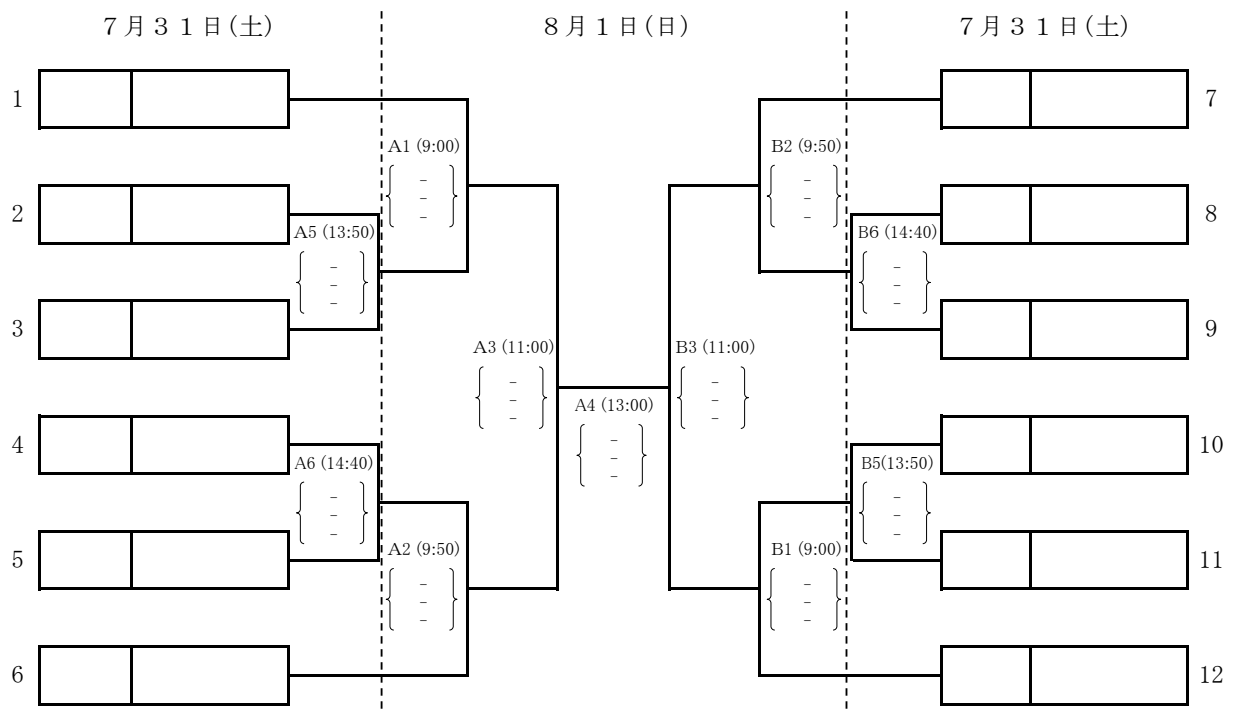 ７月３１日(土)
８月１日(日)
７月３１日(土)
1
7
A1 (9:00)
B2 (9:50)
{ － － － }
{ － － － }
2
8
A5 (13:50)
B6 (14:40)
{ － － － }
{ － － － }
3
9
A3 (11:00)
B3 (11:00)
{ － － － }
{ － － － }
A4 (13:00)
{ － － － }
4
10
A6 (14:40)
B5(13:50)
{ － － － }
{ － － － }
5
11
A2 (9:50)
B1 (9:00)
{ － － － }
{ － － － }
6
12